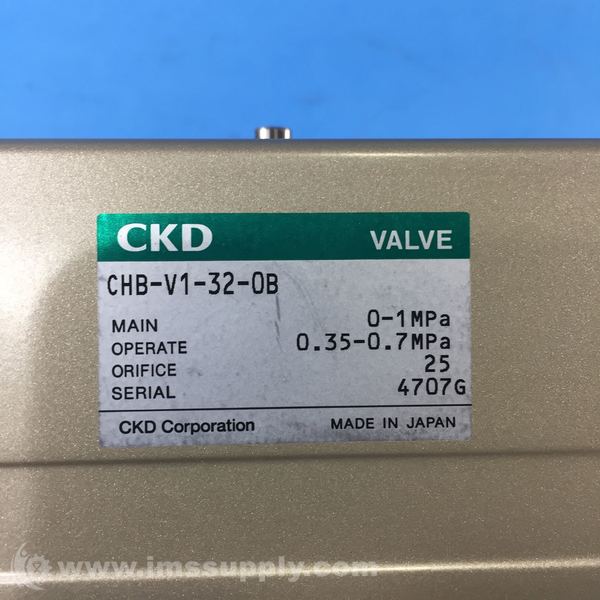 CKD VALVE
CHB-V1-32-0B
MAIN 0-1MPa
OPERATE 0.35-0.7MPa
ORIFICE 25
SERIAL 4707G
CKD Corporation MADE IN JAPAN
www.imssupply.com